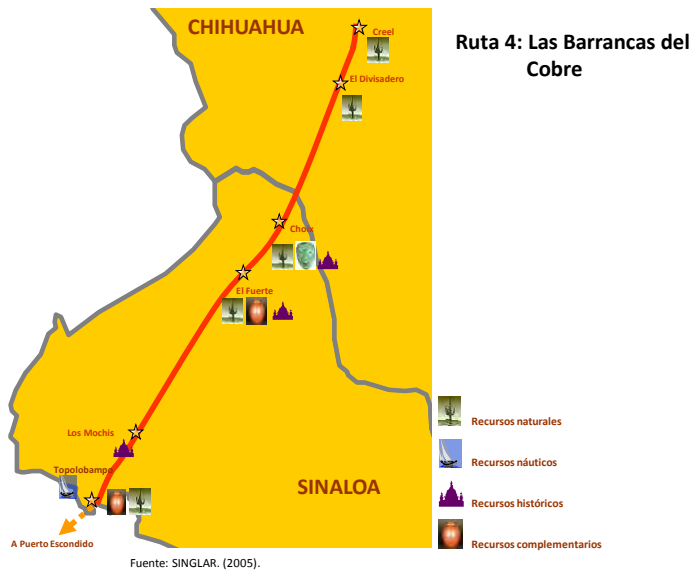 CHIHUAHUA
Creel
Ruta 4: Las Barrancas del
Cobre
El Divisadero
Choix
El Fuerte
Los Mochis
Topolobampo
SINALOA
A Puerto Escondido
Recursos naturales
Recursos náuticos
Recursos históricos
Recursos complementarios
Fuente: SINGLAR. (2005).